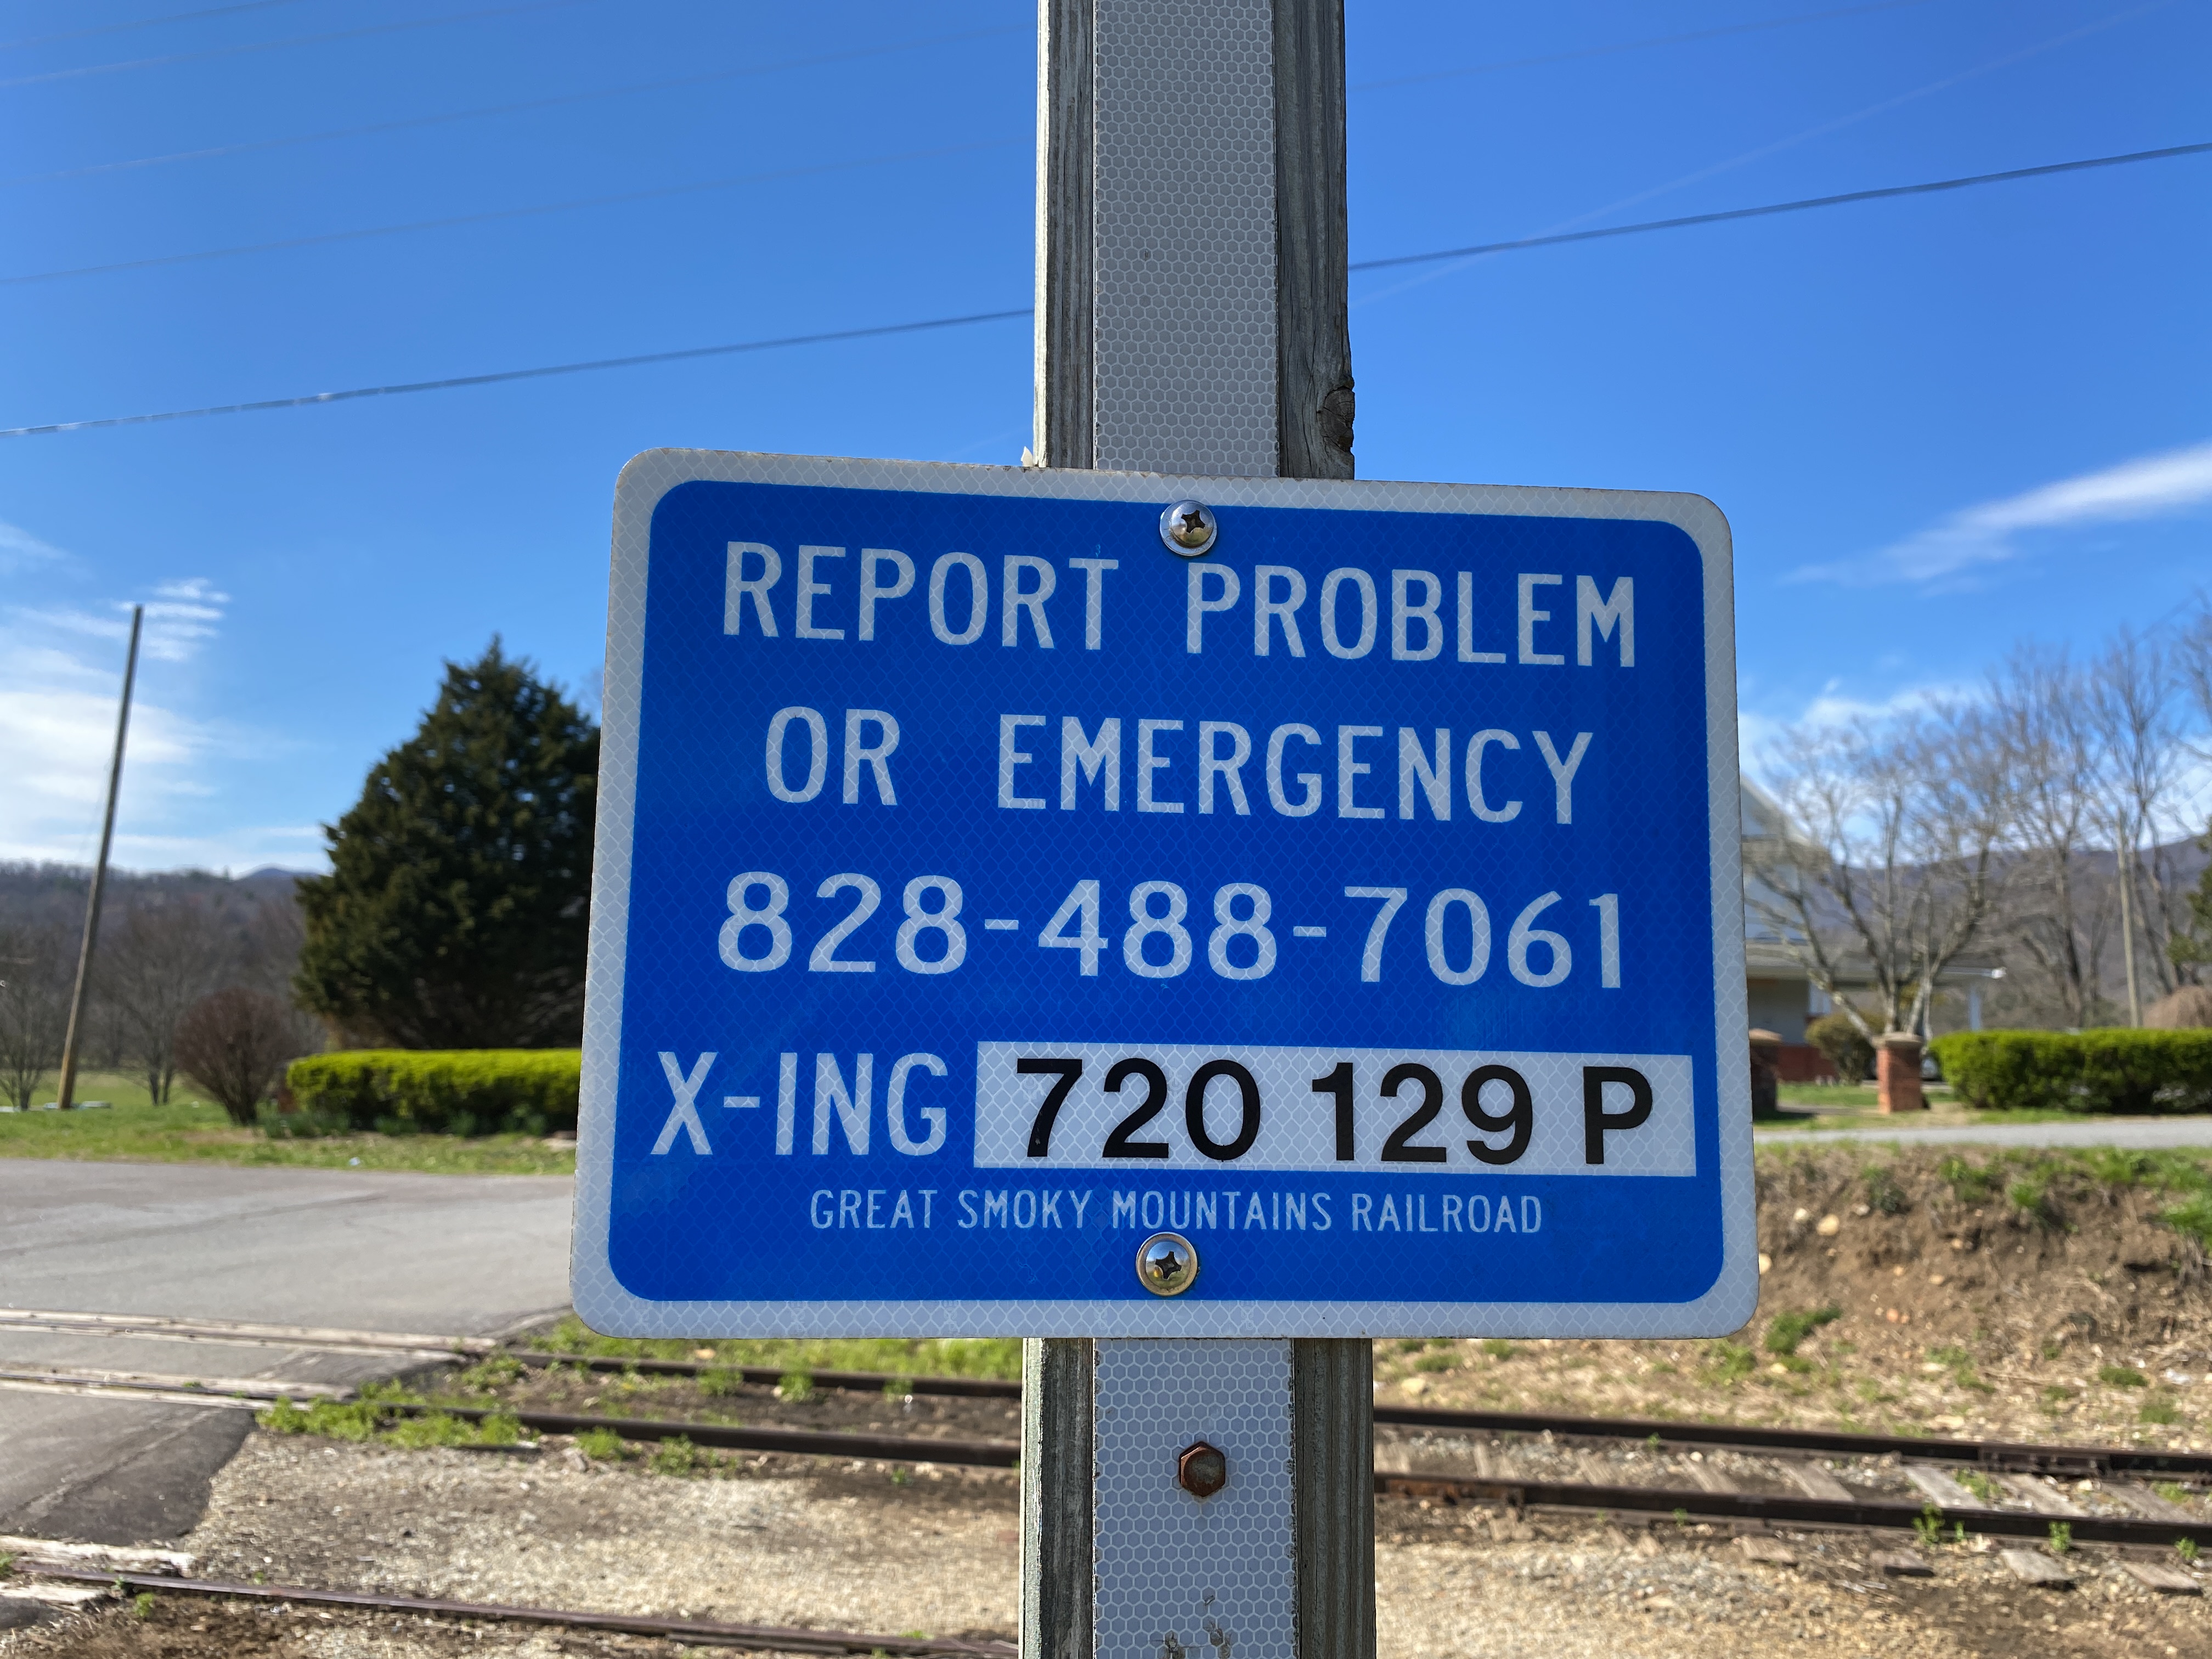 REPORT PROBLEM
OR EMERGENCY
828-488-7061
X-ING 720 129 P
GREAT SMOKY MOUNTAINS RAILROAD